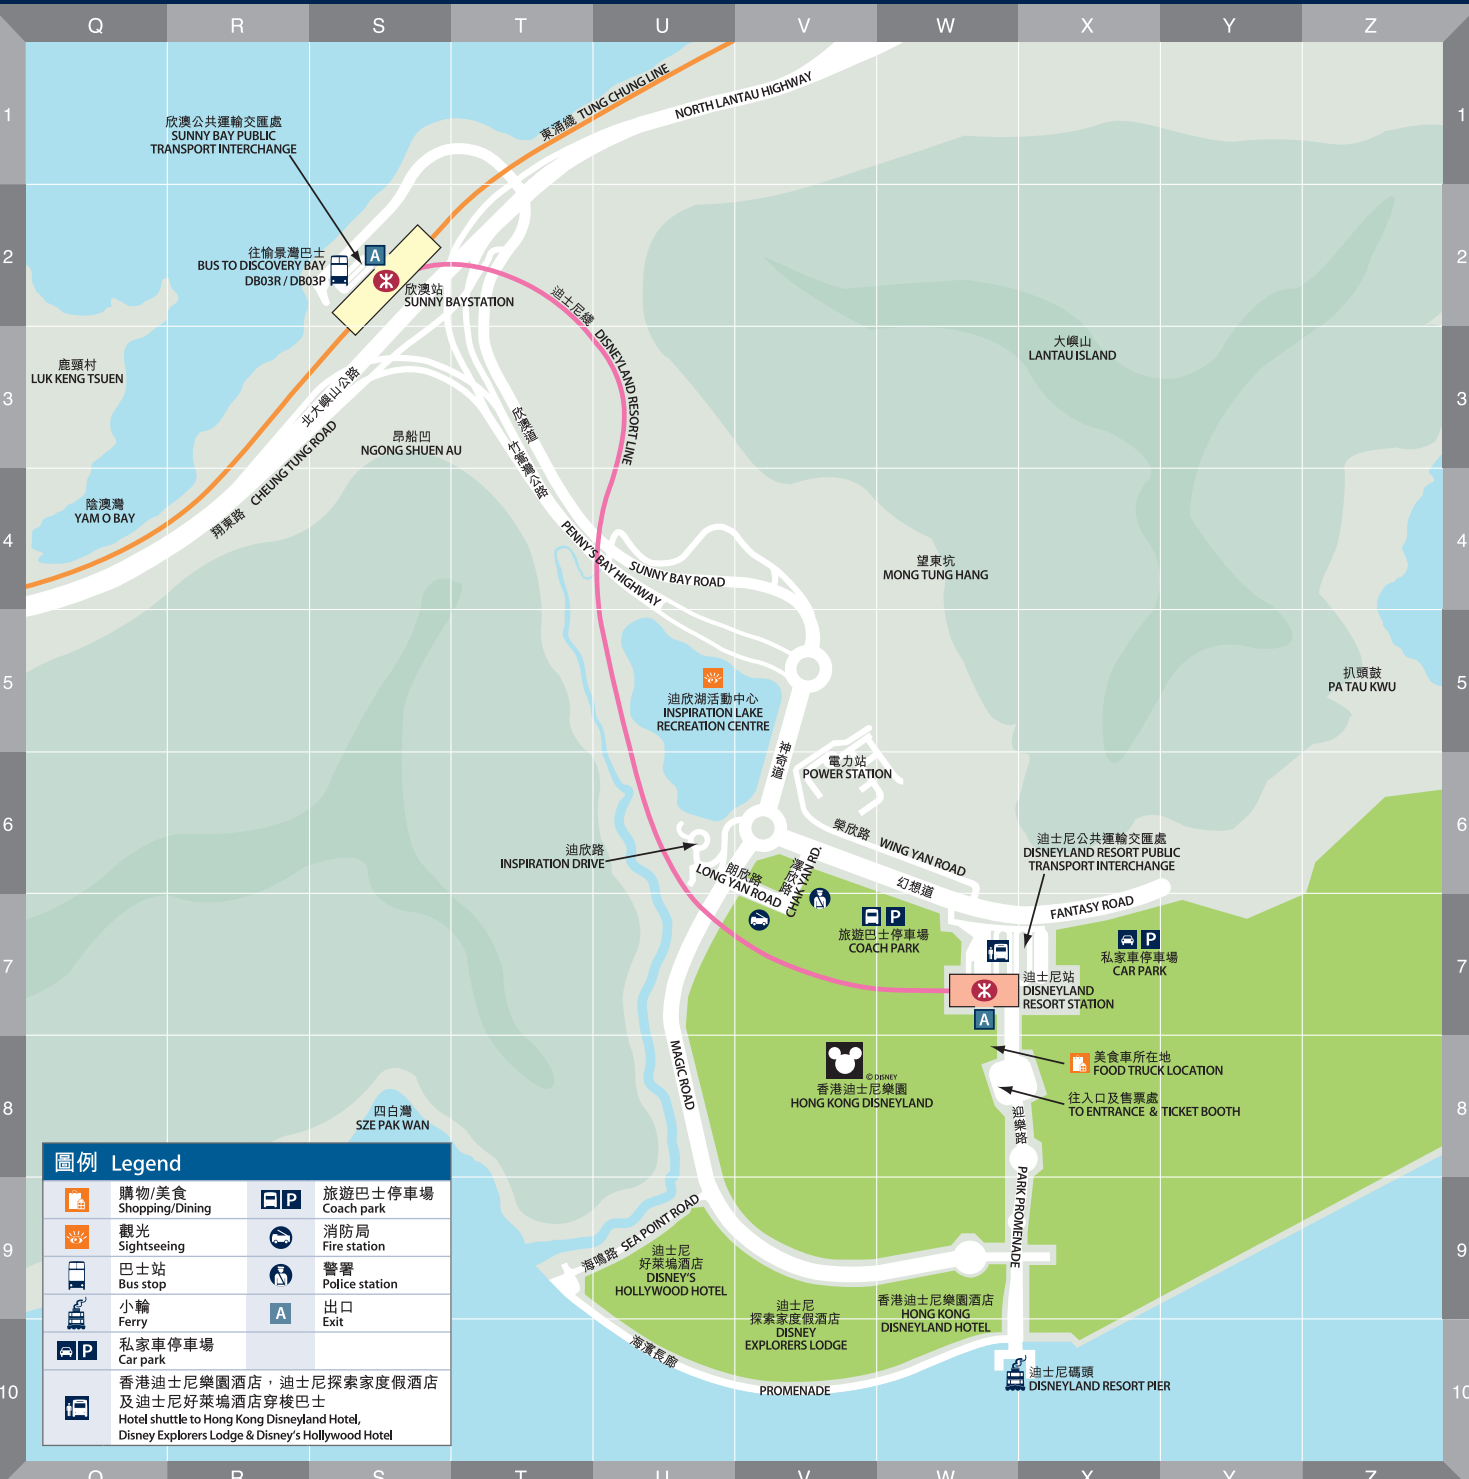 Q R S T U V W X Y Z
1
1
東涌綫 TUNG CHUNG LINE
NORTH LANTAU HIGHWAY
欣澳公共運輸交匯處
SUNNY BAY PUBLIC
TRANSPORT INTERCHANGE
2
2
往愉景灣巴士
BUS TO DISCOVERY BAY
DB03R / DB03P
A
欣澳站
SUNNY BAYSTATION
迪士尼綫 DISNEYLAND RESORT LINE
3
3
鹿頸村
LUK KENG TSUEN
大嶼山
LANTAU ISLAND
北大嶼山公路
昂船凹
NGONG SHUEN AU
欣澳道
竹篙灣公路
翔東路 CHEUNG TUNG ROAD
4
4
陰澳灣
YAM O BAY
PENNY'S BAY HIGHWAY
SUNNY BAY ROAD
望東坑
MONG TUNG HANG
5
5
迪欣湖活動中心
INSPIRATION LAKE
RECREATION CENTRE
扒頭鼓
PA TAU KWU
神奇道
電力站
POWER STATION
6
6
迪欣路
INSPIRATION DRIVE
榮欣路 WING YAN ROAD
朗欣路
LONG YAN ROAD
澤欣路
CHAK YAN RD.
幻想道
FANTASY ROAD
迪士尼公共運輸交匯處
DISNEYLAND RESORT PUBLIC
TRANSPORT INTERCHANGE
7
7
P
旅遊巴士停車場
COACH PARK
P
私家車停車場
CAR PARK
迪士尼站
DISNEYLAND
RESORT STATION
A
MAGIC ROAD
8
8
© DISNEY
香港迪士尼樂園
HONG KONG DISNEYLAND
美食車所在地
FOOD TRUCK LOCATION
往入口及售票處
TO ENTRANCE & TICKET BOOTH
迎樂路
PARK PROMENADE
四白灣
SZE PAK WAN
9
9
海鳴路 SEA POINT ROAD
迪士尼
好萊塢酒店
DISNEY'S
HOLLYWOOD HOTEL
迪士尼
探索家度假酒店
DISNEY
EXPLORERS LODGE
香港迪士尼樂園酒店
HONG KONG
DISNEYLAND HOTEL
10
10
海濱長廊
PROMENADE
迪士尼碼頭
DISNEYLAND RESORT PIER
圖例 Legend
購物/美食
Shopping/Dining
P
旅遊巴士停車場
Coach park
觀光
Sightseeing
消防局
Fire station
巴士站
Bus stop
警署
Police station
小輪
Ferry
A
出口
Exit
P
私家車停車場
Car park
香港迪士尼樂園酒店，迪士尼探索家度假酒店
及迪士尼好萊塢酒店穿梭巴士
Hotel shuttle to Hong Kong Disneyland Hotel,
Disney Explorers Lodge & Disney's Hollywood Hotel
Q R S T U V W X Y Z